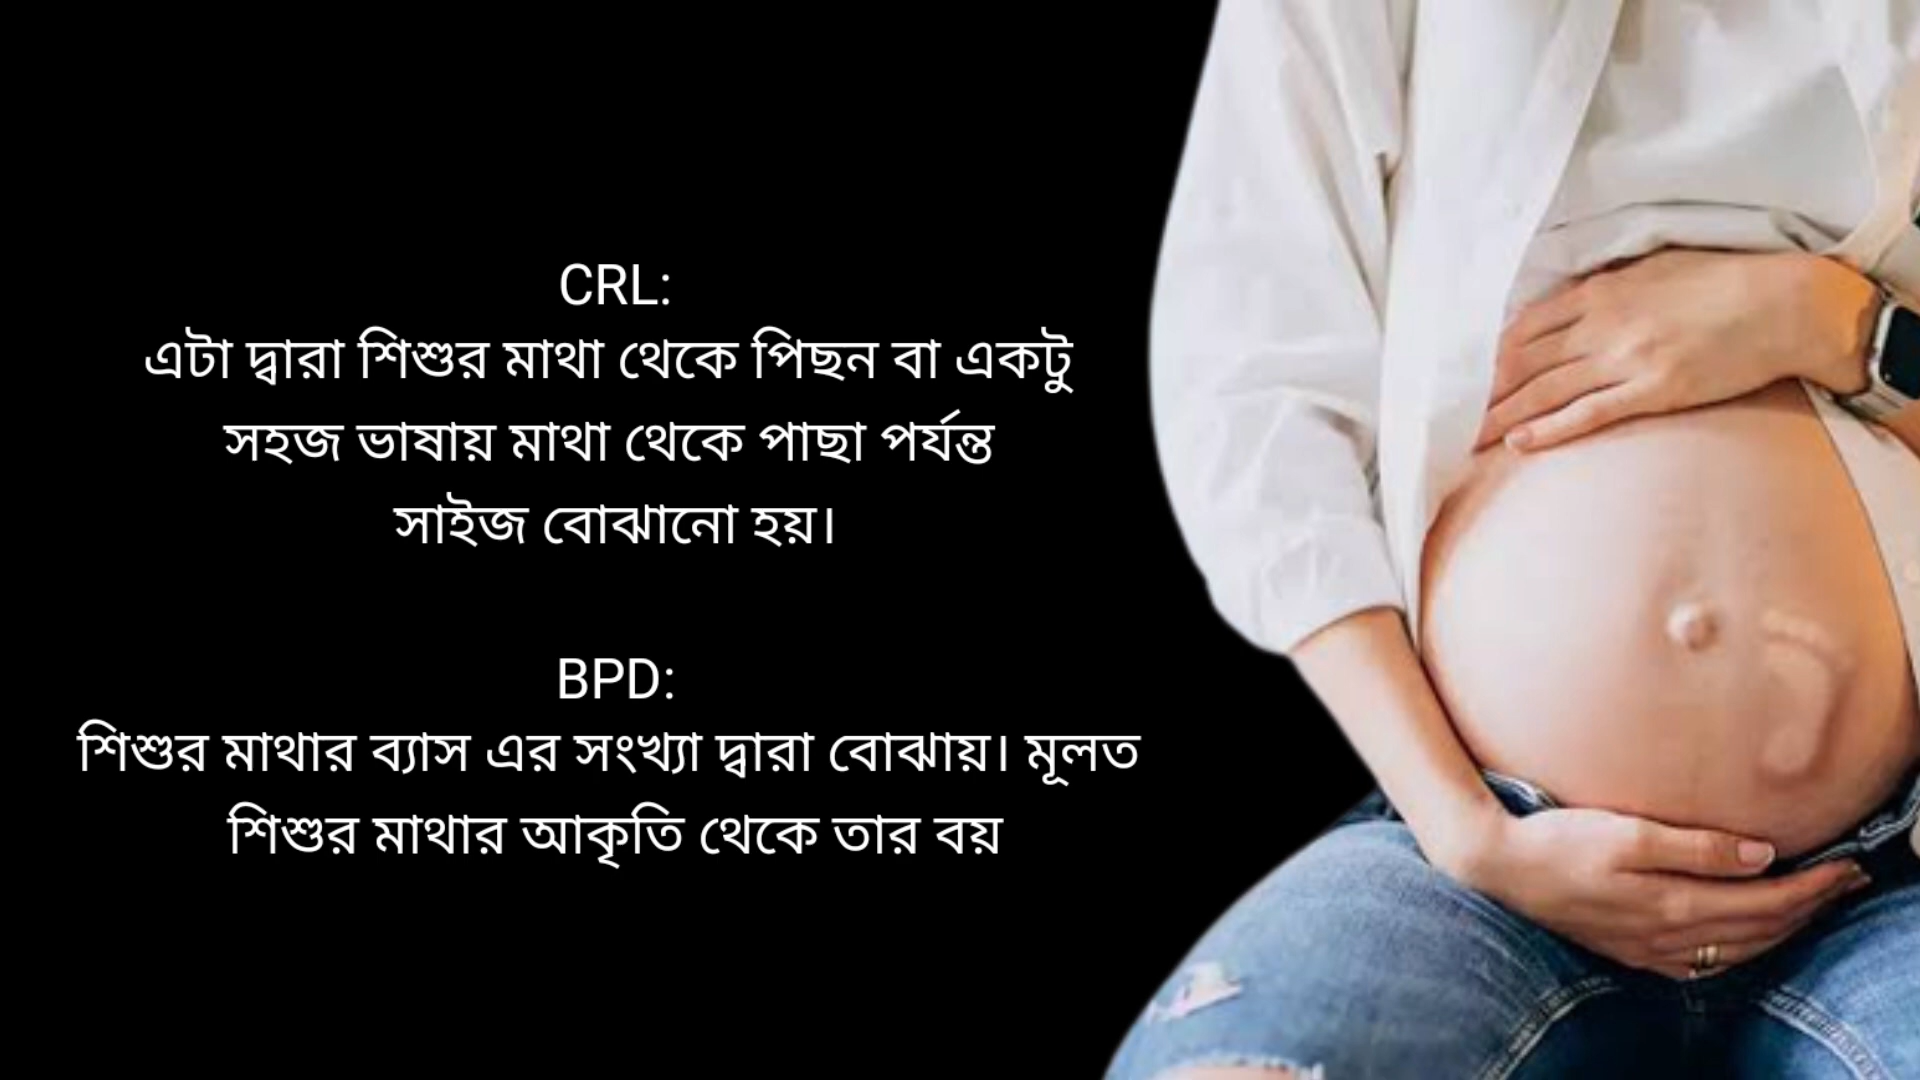 CRL:
এটা দ্বারা শিশুর মাথা থেকে পিছন বা একটু
সহজ ভাষায় মাথা থেকে পাছা পর্যন্ত
সাইজ বোঝানো হয়।
BPD:
শিশুর মাথার ব্যাস এর সংখ্যা দ্বারা বোঝায়। মূলত
শিশুর মাথার আকৃতি থেকে তার বয়